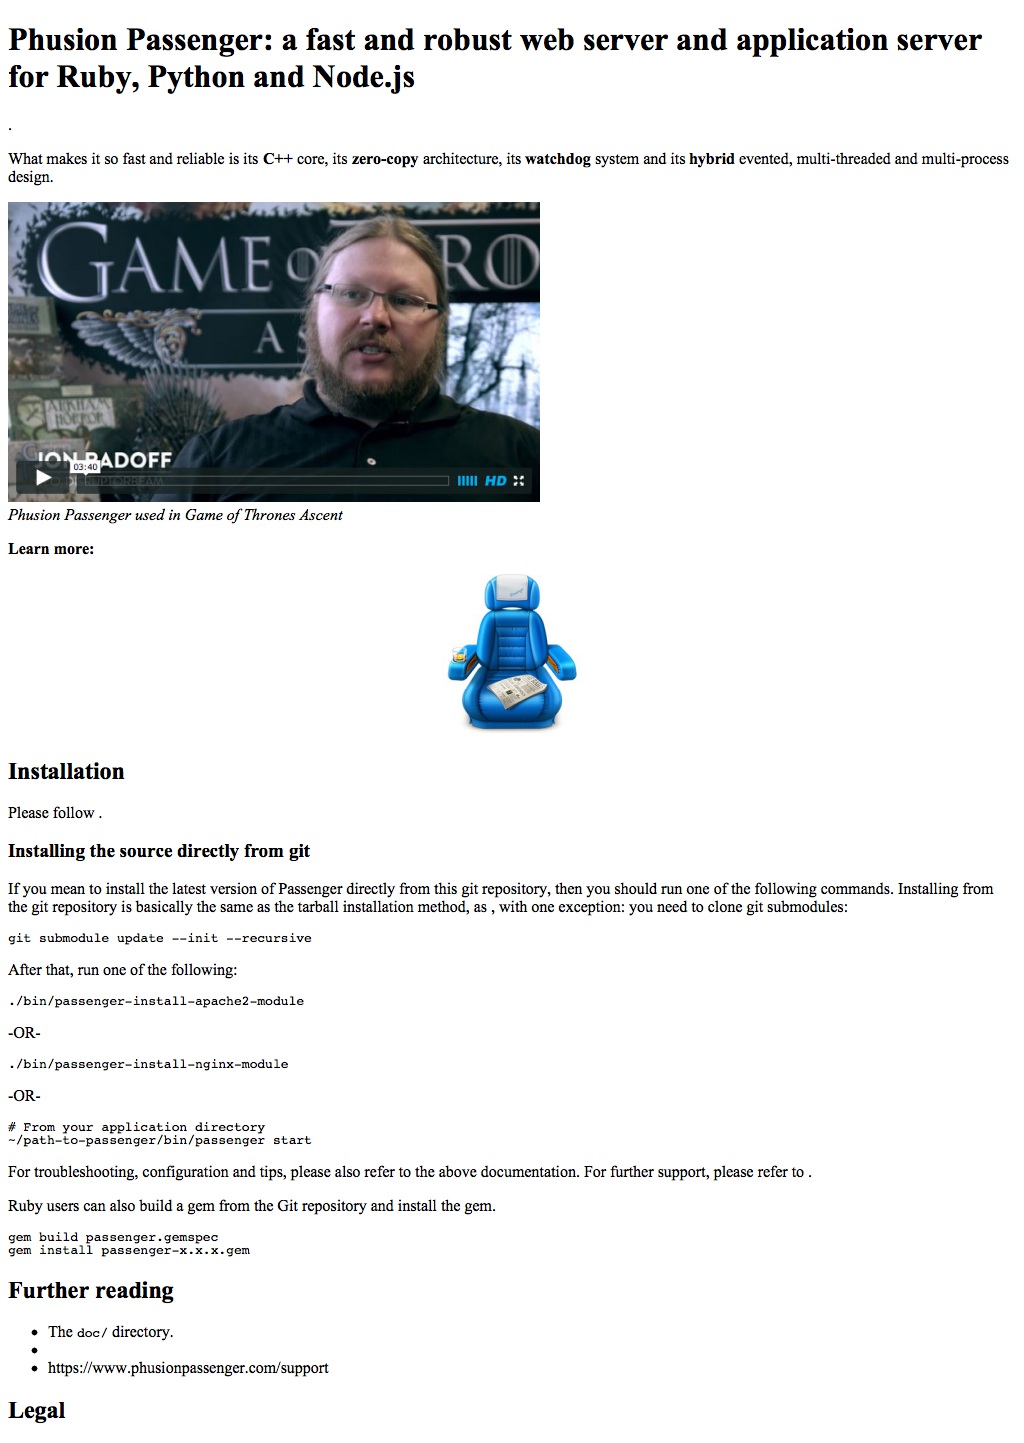 Phusion Passenger: a fast and robust web server and application server
for Ruby, Python and Node.js
.
What makes it so fast and reliable is its C++ core, its zero-copy architecture, its watchdog system and its hybrid evented, multi-threaded and multi-process
design.
GAME
RO
A S
ARKHAM
HORROR
JON RADOFF
03:40
HD
Phusion Passenger used in Game of Thrones Ascent
Learn more:
Installation
Please follow .
Installing the source directly from git
If you mean to install the latest version of Passenger directly from this git repository, then you should run one of the following commands. Installing from
the git repository is basically the same as the tarball installation method, as , with one exception: you need to clone git submodules:
git submodule update --init --recursive
After that, run one of the following:
./bin/passenger-install-apache2-module
-OR-
./bin/passenger-install-nginx-module
-OR-
# From your application directory
~/path-to-passenger/bin/passenger start
For troubleshooting, configuration and tips, please also refer to the above documentation. For further support, please refer to .
Ruby users can also build a gem from the Git repository and install the gem.
gem build passenger.gemspec
gem install passenger-x.x.x.gem
Further reading
• The doc/ directory.
•
• https://www.phusionpassenger.com/support
Legal